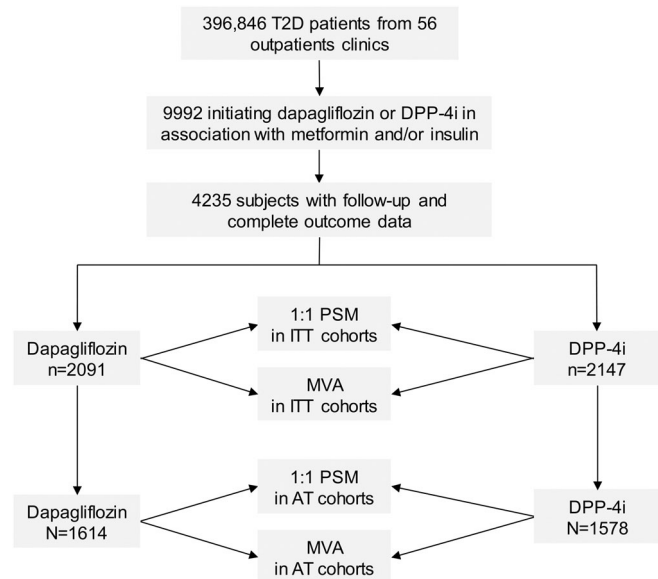 396,846 T2D patients from 56
outpatients clinics
9992 initiating dapagliflozin or DPP-4i in
association with metformin and/or insulin
4235 subjects with follow-up and
complete outcome data
Dapagliflozin
n=2091
1:1 PSM
in ITT cohorts
MVA
in ITT cohorts
DPP-4i
n=2147
Dapagliflozin
N=1614
1:1 PSM
in AT cohorts
MVA
in AT cohorts
DPP-4i
N=1578